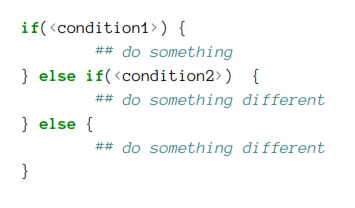 if(<condition1>) {
        ## do something
} else if(<condition2>)  {
        ## do something different
} else {
        ## do something different
}